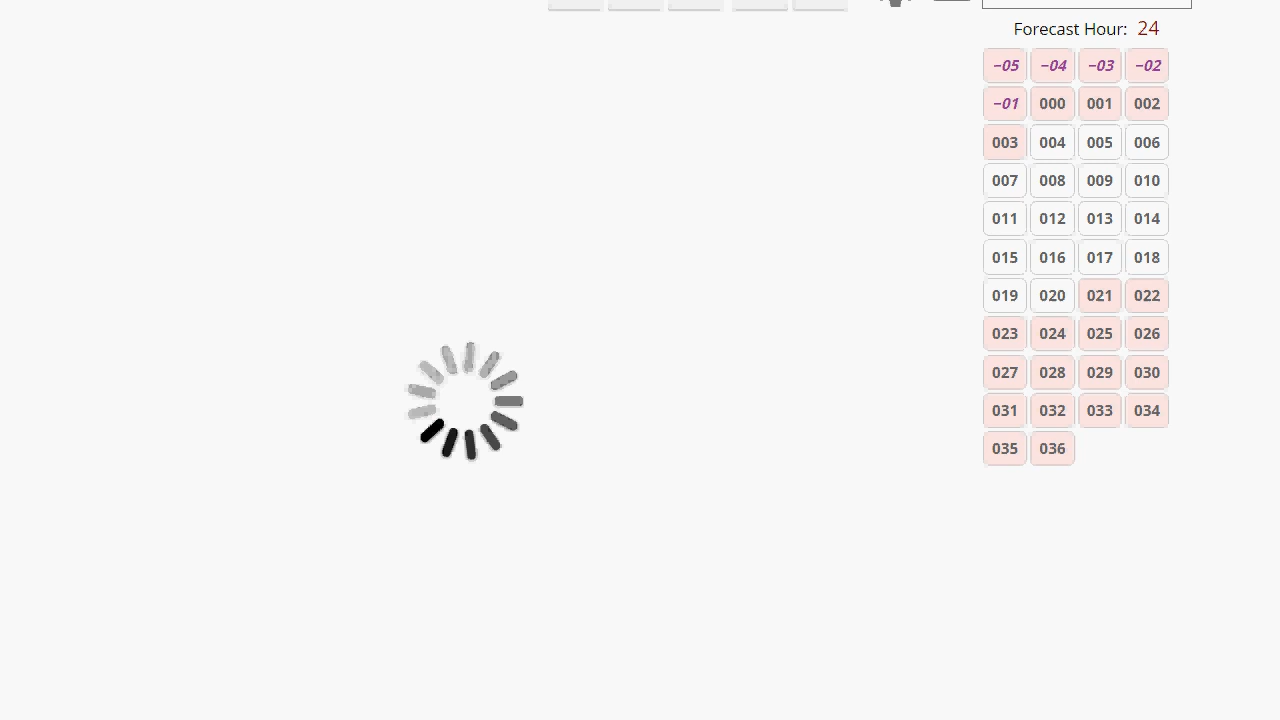 Forecast Hour: 24
−05 −04 −03 −02
−01 000 001 002
003 004 005 006
007 008 009 010
011 012 013 014
015 016 017 018
019 020 021 022
023 024 025 026
027 028 029 030
031 032 033 034
035 036